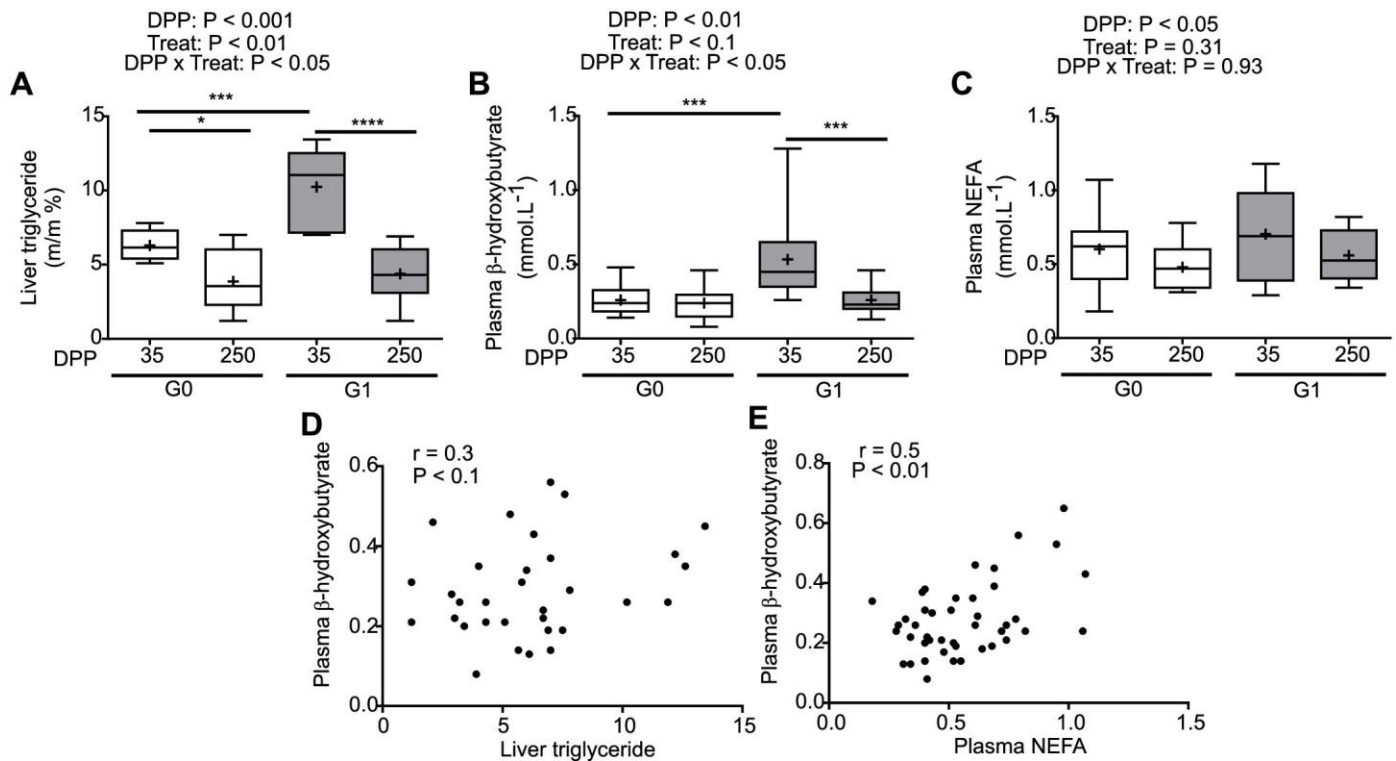 DPP: P < 0.001
Treat: P < 0.01
DPP x Treat: P < 0.05
A
Liver triglyceride
(m/m %)
15
10
5
0
***
*
****
DPP
35
250
35
250
G0
G1
DPP: P < 0.01
Treat: P < 0.1
DPP x Treat: P < 0.05
B
Plasma β-hydroxybutyrate
(mmol.L-1)
1.5
1.0
0.5
0.0
***
***
DPP
35
250
35
250
G0
G1
DPP: P < 0.05
Treat: P = 0.31
DPP x Treat: P = 0.93
C
Plasma NEFA
(mmol.L-1)
1.5
1.0
0.5
0.0
DPP
35
250
35
250
G0
G1
D
r = 0.3
P < 0.1
Plasma β-hydroxybutyrate
0.6
0.4
0.2
0.0
0
5
10
15
Liver triglyceride
E
r = 0.5
P < 0.01
Plasma β-hydroxybutyrate
0.8
0.6
0.4
0.2
0.0
0.0
0.5
1.0
1.5
Plasma NEFA